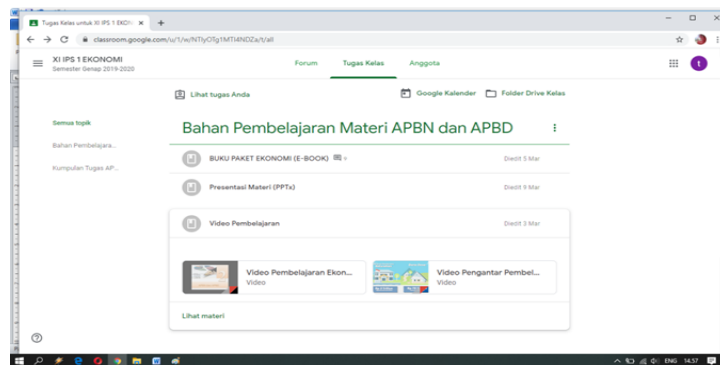 Tugas Kelas untuk XI IPS 1 EKON
classroom.google.com/u/1/w/NTIyOTg1MTI4NDZa/t/all
XI IPS 1 EKONOMI
Semester Genap 2019-2020
Forum
Tugas Kelas
Anggota
t
Lihat tugas Anda
Google Kalender
Folder Drive Kelas
Semua topik
Bahan Pembelajara...
Kumpulan Tugas AP...
Bahan Pembelajaran Materi APBN dan APBD
BUKU PAKET EKONOMI (E-BOOK)
Diedit 5 Mar
Presentasi Materi (PPTx)
Diedit 9 Mar
Video Pembelajaran
Diedit 3 Mar
Video Pembelajaran Ekon...
Video
Video Pengantar Pembel...
Video
Lihat materi
ENG
14.57